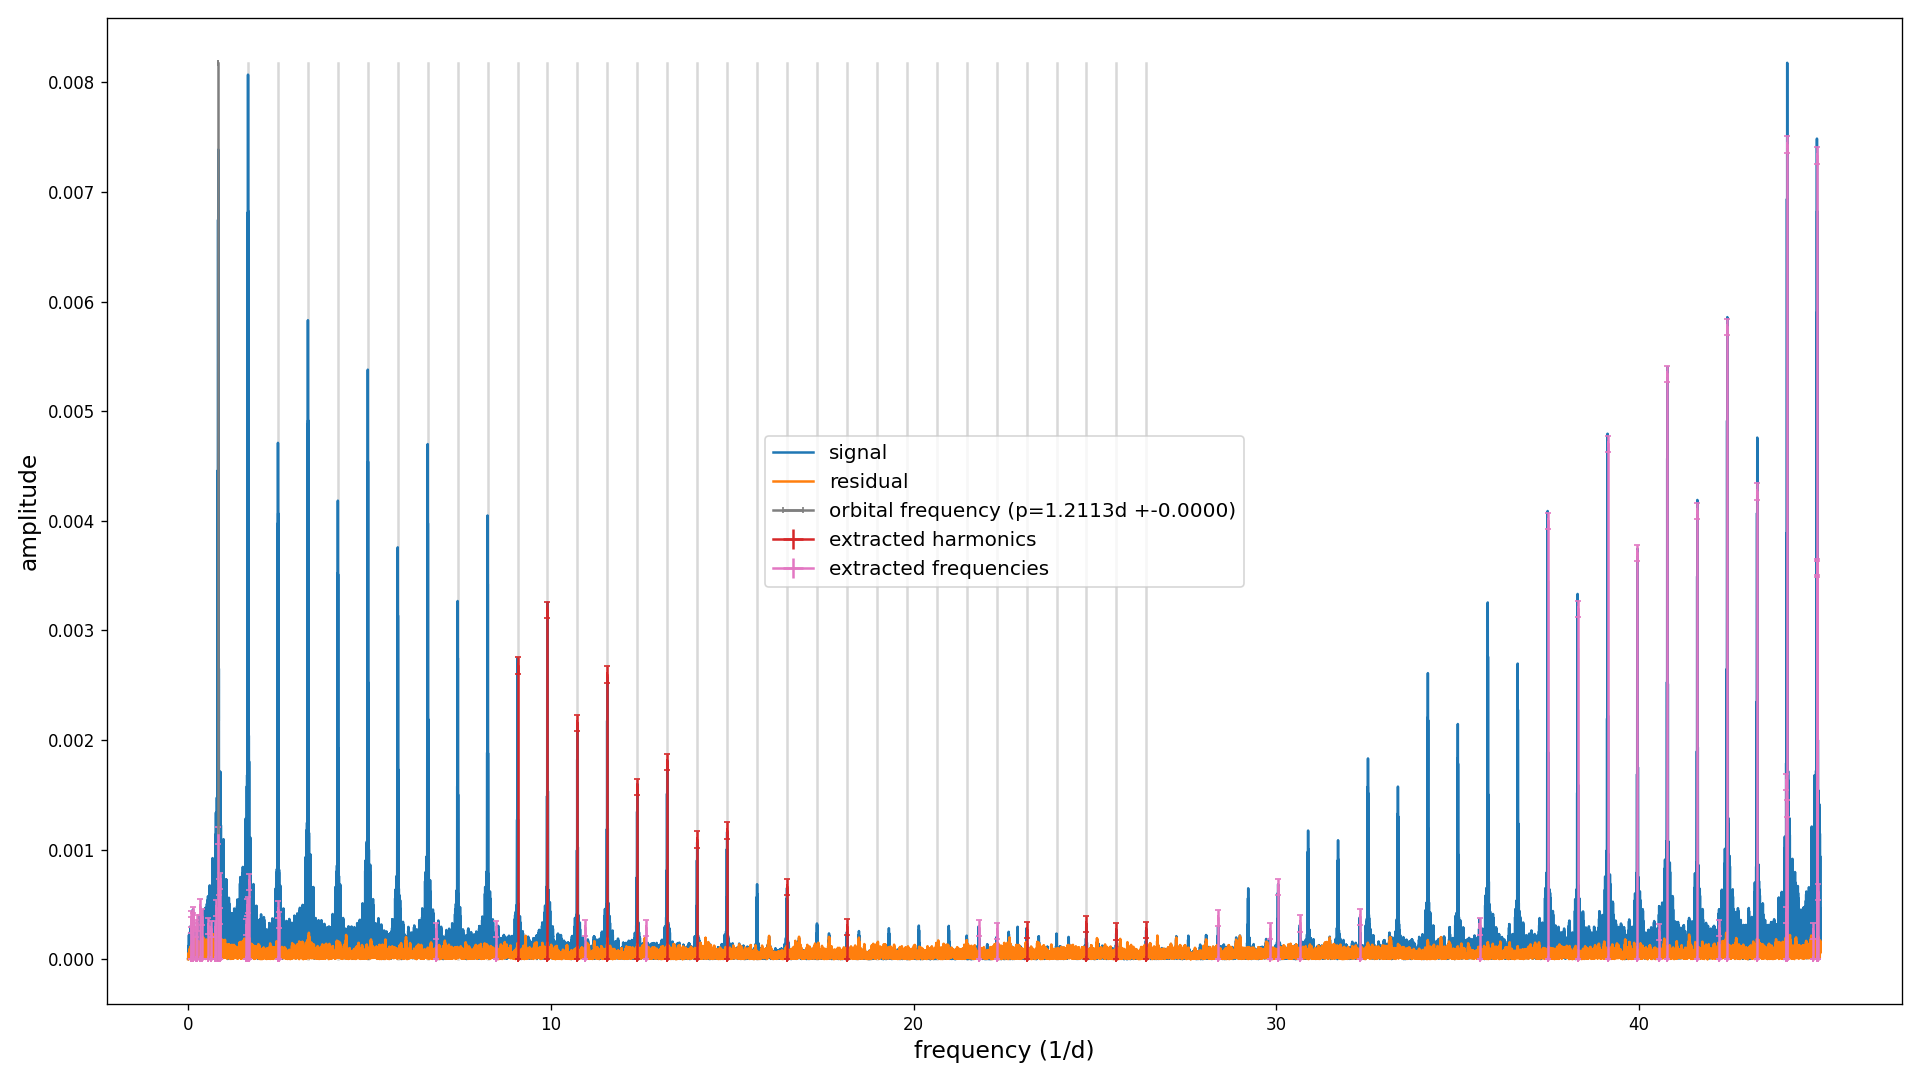 0.008
0.007
0.006
0.005
0.004
0.003
0.002
0.001
0.000
amplitude
signal
residual
orbital frequency (p=1.2113d +-0.0000)
extracted harmonics
extracted frequencies
0 10 20 30 40
frequency (1/d)